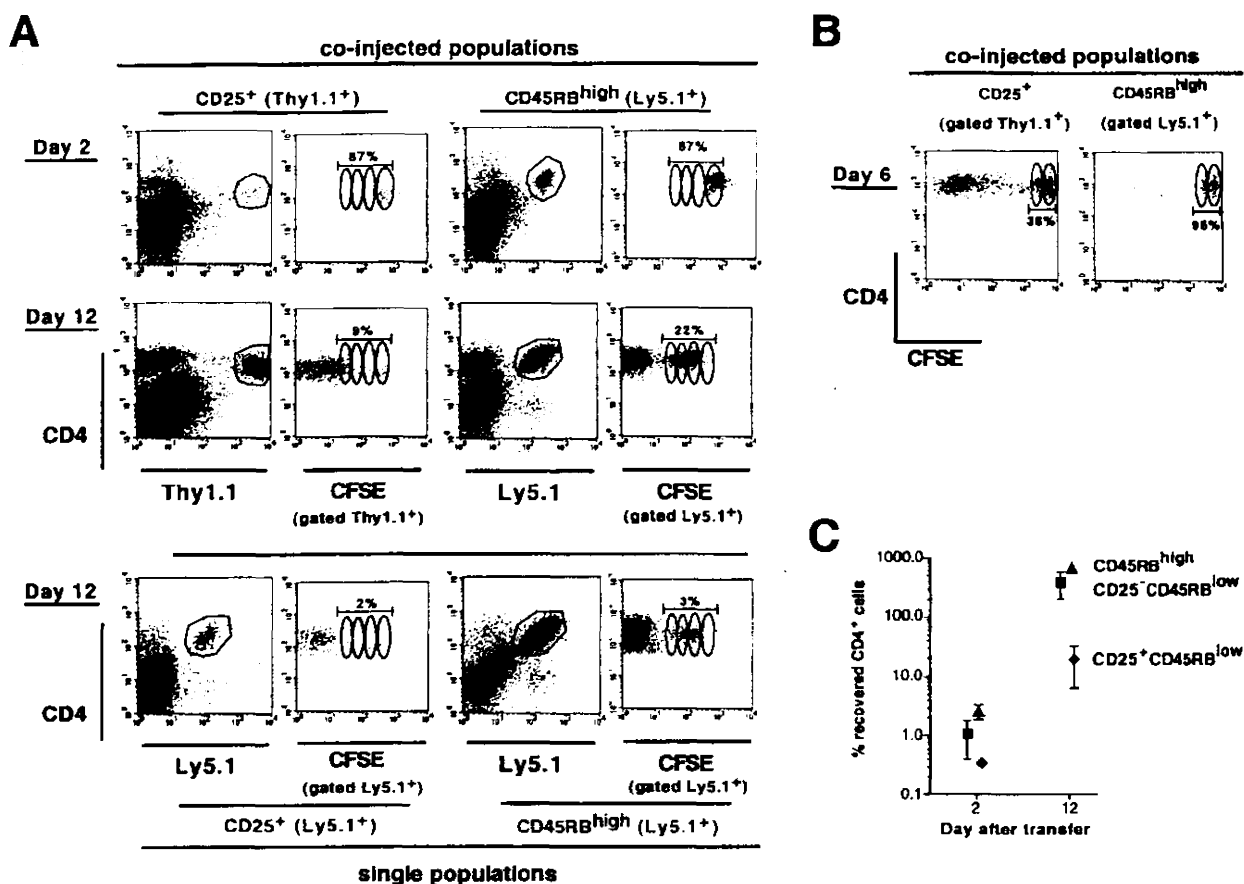 A
co-injected populations
CD25+ (Thy1.1+)
CD45RBhigh (Ly5.1+)
Day 2
87%
87%
Day 12
9%
22%
CD4
Thy1.1
CFSE
(gated Thy1.1+)
Ly5.1
CFSE
(gated Ly5.1+)
Day 12
2%
3%
CD4
Ly5.1
CFSE
(gated Ly5.1+)
Ly5.1
CFSE
(gated Ly5.1+)
CD25+ (Ly5.1+)
CD45RBhigh (Ly5.1+)
single populations
B
co-injected populations
CD25+
(gated Thy1.1+)
CD45RBhigh
(gated Ly5.1+)
Day 6
CD4
CFSE
C
1000.0
100.0
10.0
1.0
0.1
% recovered CD4+ cells
CD45RBhigh
CD25-CD45RBlow
CD25+CD45RBlow
2
12
Day after transfer